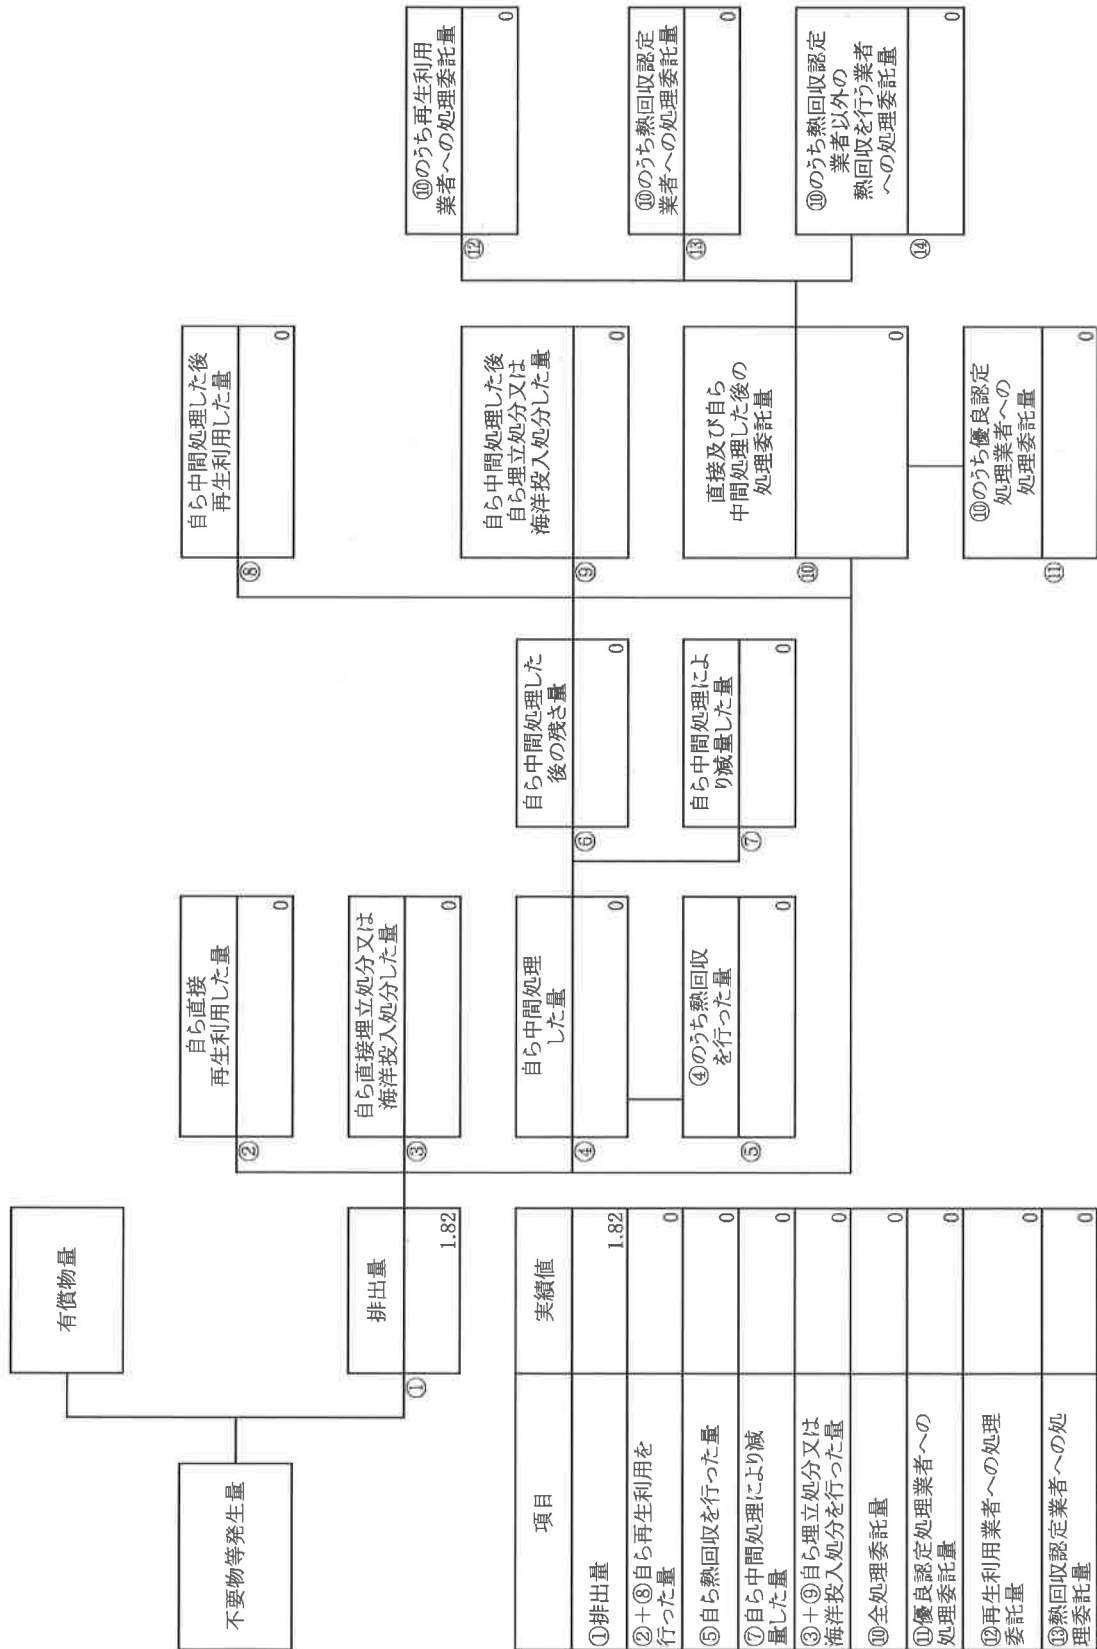 不要物等発生量
有償物量
排出量
①
1.82
自ら直接
再生利用した量
②
0
自ら直接埋立処分又は
海洋投入処分した量
③
0
自ら中間処理
した量
④
0
④のうち熱回収
を行った量
⑤
0
自ら中間処理した
後の残さ量
⑥
0
自ら中間処理によ
り減量した量
⑦
0
自ら中間処理した後
再生利用した量
⑧
0
自ら中間処理した後
自ら埋立処分又は
海洋投入処分した量
⑨
0
直接及び自ら
中間処理した後の
処理委託量
⑩
0
⑩のうち優良認定
処理業者への
処理委託量
⑪
0
⑩のうち再生利用
業者への処理委託量
⑫
0
⑩のうち熱回収認定
業者への処理委託量
⑬
0
⑩のうち熱回収認定
業者以外の
熱回収を行う業者
への処理委託量
⑭
0
項目
実績値
①排出量
1.82
②+⑧自ら再生利用を
行った量
0
⑤自ら熱回収を行った量
0
⑦自ら中間処理により減
量した量
0
③+⑨自ら埋立処分又は
海洋投入処分を行った量
0
⑩全処理委託量
0
⑪優良認定処理業者への
処理委託量
0
⑫再生利用業者への処理
委託量
0
⑬熱回収認定業者への処
理委託量
0